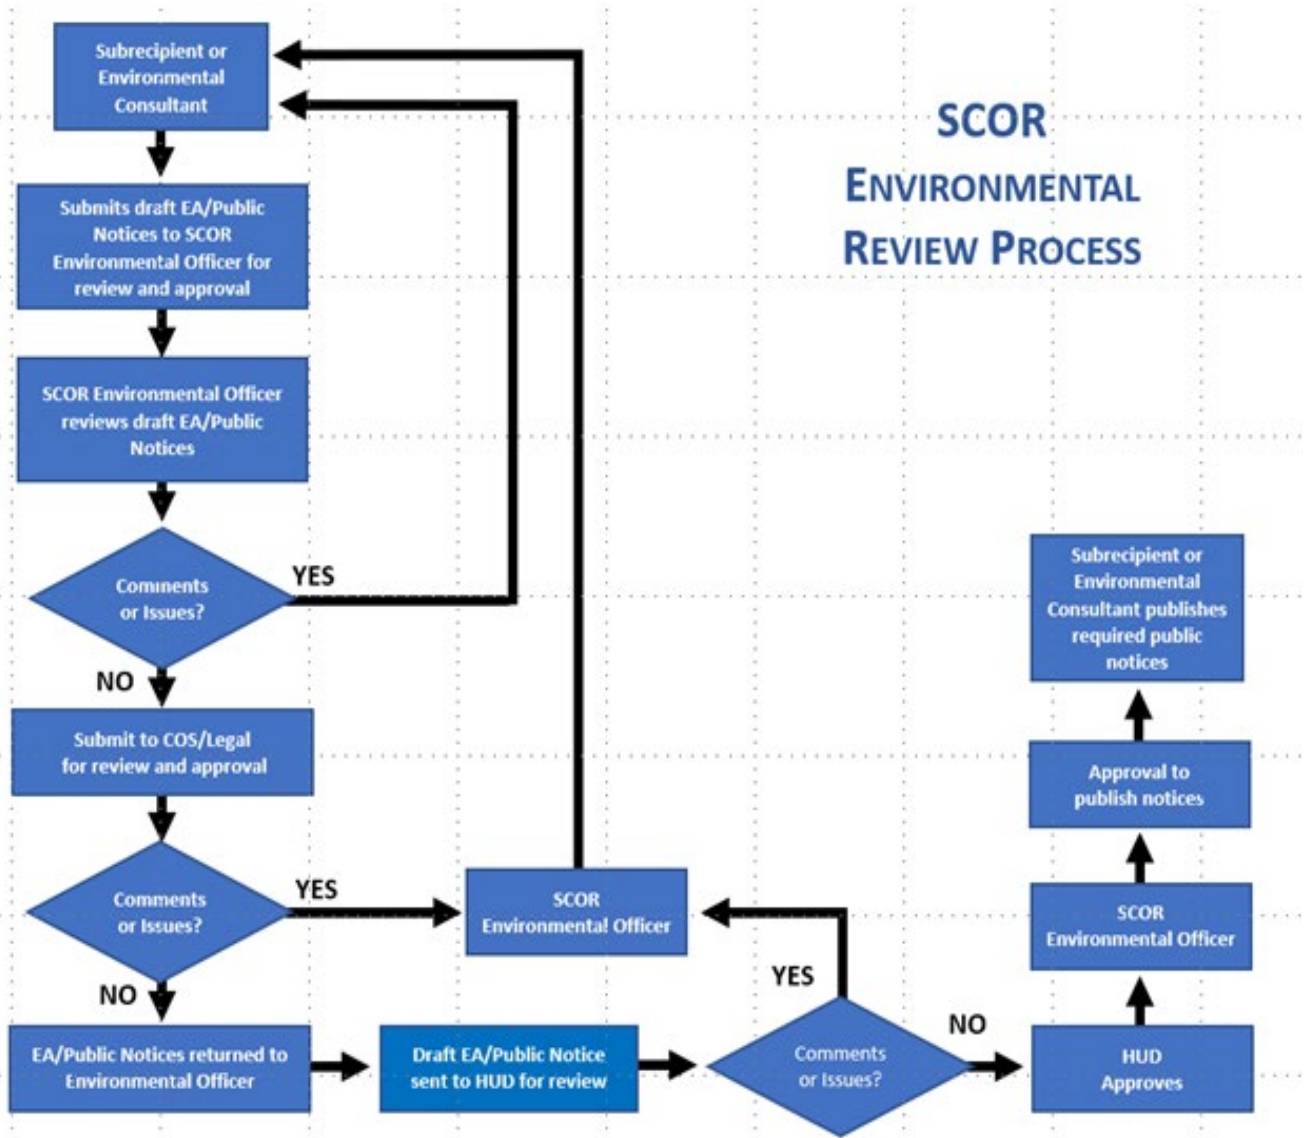 SCOR
ENVIRONMENTAL
REVIEW PROCESS
Subrecipient or
Environmental
Consultant
Submits draft EA/Public
Notices to SCOR
Environmental Officer for
review and approval
SCOR Environmental Officer
reviews draft EA/Public
Notices
Comments
or Issues?
YES
NO
Submit to COS/Legal
for review and approval
Comments
or Issues?
YES
NO
SCOR
Environmental Officer
EA/Public Notices returned to
Environmental Officer
Draft EA/Public Notice
sent to HUD for review
Comments
or Issues?
YES
NO
HUD
Approves
SCOR
Environmental Officer
Approval to
publish notices
Subrecipient or
Environmental
Consultant publishes
required public
notices